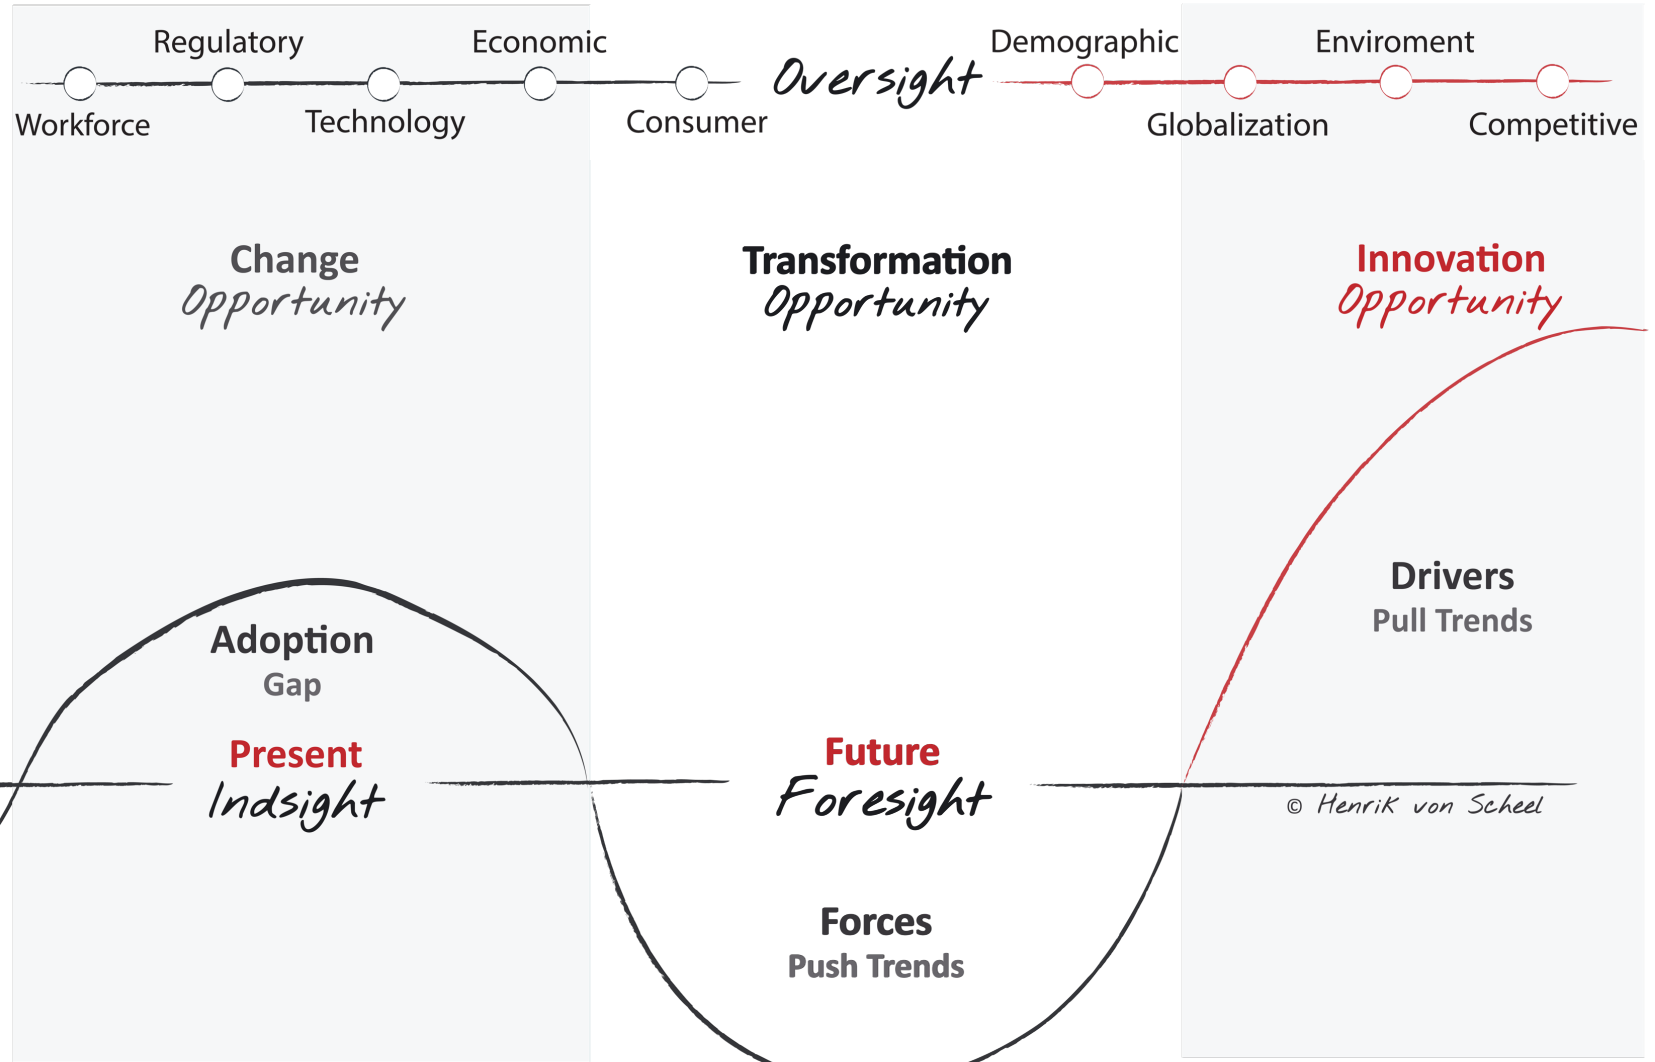 Regulatory
Economic
Demographic
Enviroment
Oversight
Workforce
Technology
Consumer
Globalization
Competitive
Change
Opportunity
Transformation
Opportunity
Innovation
Opportunity
Adoption
Gap
Present
Indsight
Future
Foresight
Forces
Push Trends
Drivers
Pull Trends
© Henrik von Scheel